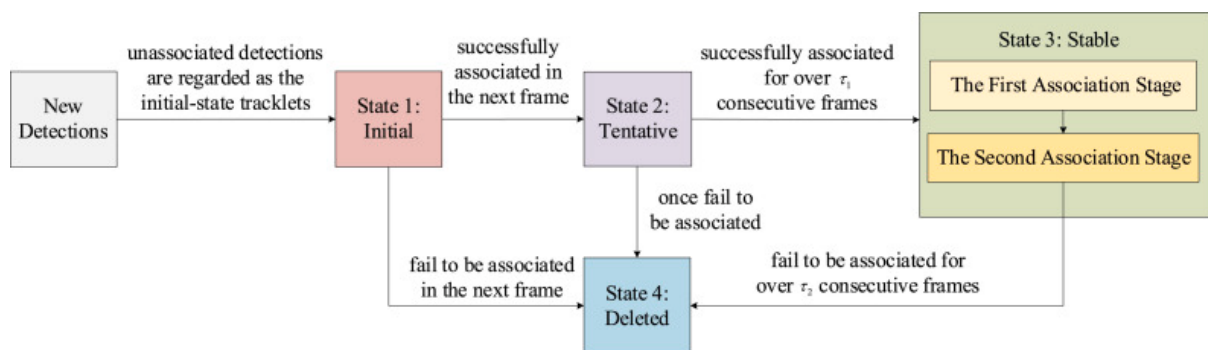 New
Detections
unassociated detections
are regarded as the
initial-state tracklets
State 1:
Initial
successfully
associated in
the next frame
State 2:
Tentative
successfully associated
for over τ₁
consecutive frames
State 3: Stable
The First Association Stage
The Second Association Stage
once fail to
be associated
fail to be associated
in the next frame
State 4:
Deleted
fail to be associated for
over τ₂ consecutive frames